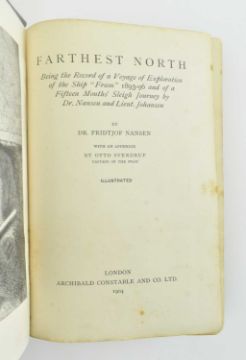 FARTHEST NORTH
Being the Record of a Voyage of Exploration
of the Ship "Fram" 1893-96 and of a
Fifteen Months' Sleigh Journey by
Dr. Nansen and Lieut. Johansen
BY
DR. FRIDTJOF NANSEN
WITH AN APPENDIX
BY OTTO SVERDRUP
CAPTAIN OF THE FRAM
ILLUSTRATED
LONDON
ARCHIBALD CONSTABLE AND CO. LTD.
1904